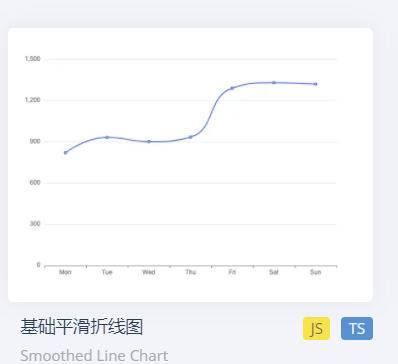 1,500
1,200
900
600
300
0
Mon Tue Wed Thu Fri Sat Sun
基础平滑折线图 JS TS
Smoothed Line Chart